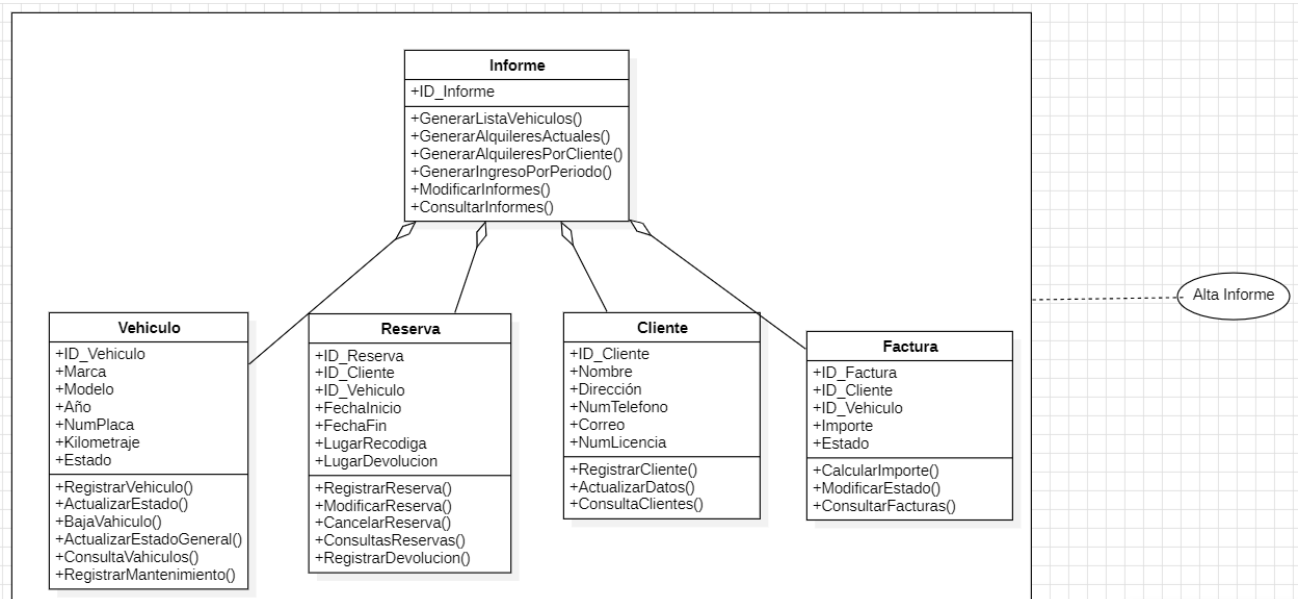 Informe
+ID_Informe
+GenerarListaVehiculos()
+GenerarAlquileresActuales()
+GenerarAlquileresPorCliente()
+GenerarIngresoPorPeriodo()
+ModificarInformes()
+ConsultarInformes()
Alta Informe
Vehiculo
+ID_Vehiculo
+Marca
+Modelo
+Año
+NumPlaca
+Kilometraje
+Estado
+RegistrarVehiculo()
+ActualizarEstado()
+BajaVahiculo()
+ActualizarEstadoGeneral()
+ConsultaVahiculos()
+RegistrarMantenimiento()
Reserva
+ID_Reserva
+ID_Cliente
+ID_Vehiculo
+FechaInicio
+FechaFin
+LugarRecodiga
+LugarDevolucion
+RegistrarReserva()
+ModificarReserva()
+CancelarReserva()
+ConsultasReservas()
+RegistrarDevolucion()
Cliente
+ID_Cliente
+Nombre
+Dirección
+NumTelefono
+Correo
+NumLicencia
+RegistrarCliente()
+ActualizarDatos()
+ConsultaClientes()
Factura
+ID_Factura
+ID_Cliente
+ID_Vehiculo
+Importe
+Estado
+CalcularImporte()
+ModificarEstado()
+ConsultarFacturas()